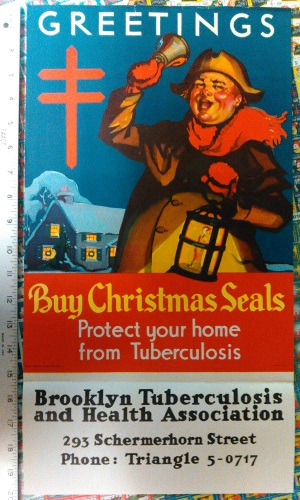 GREETINGS
Buy Christmas Seals
Protect your home
from Tuberculosis
Brooklyn Tuberculosis
and Health Association
293 Schermerhorn Street
Phone: Triangle 5-0717